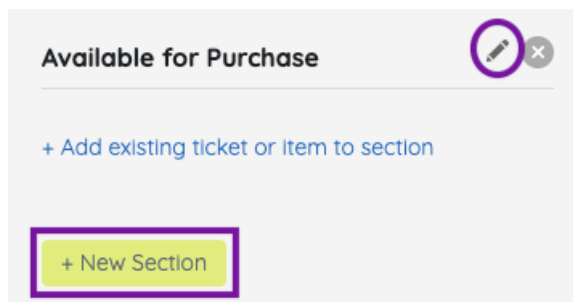 Available for Purchase
+ Add existing ticket or item to section
+ New Section